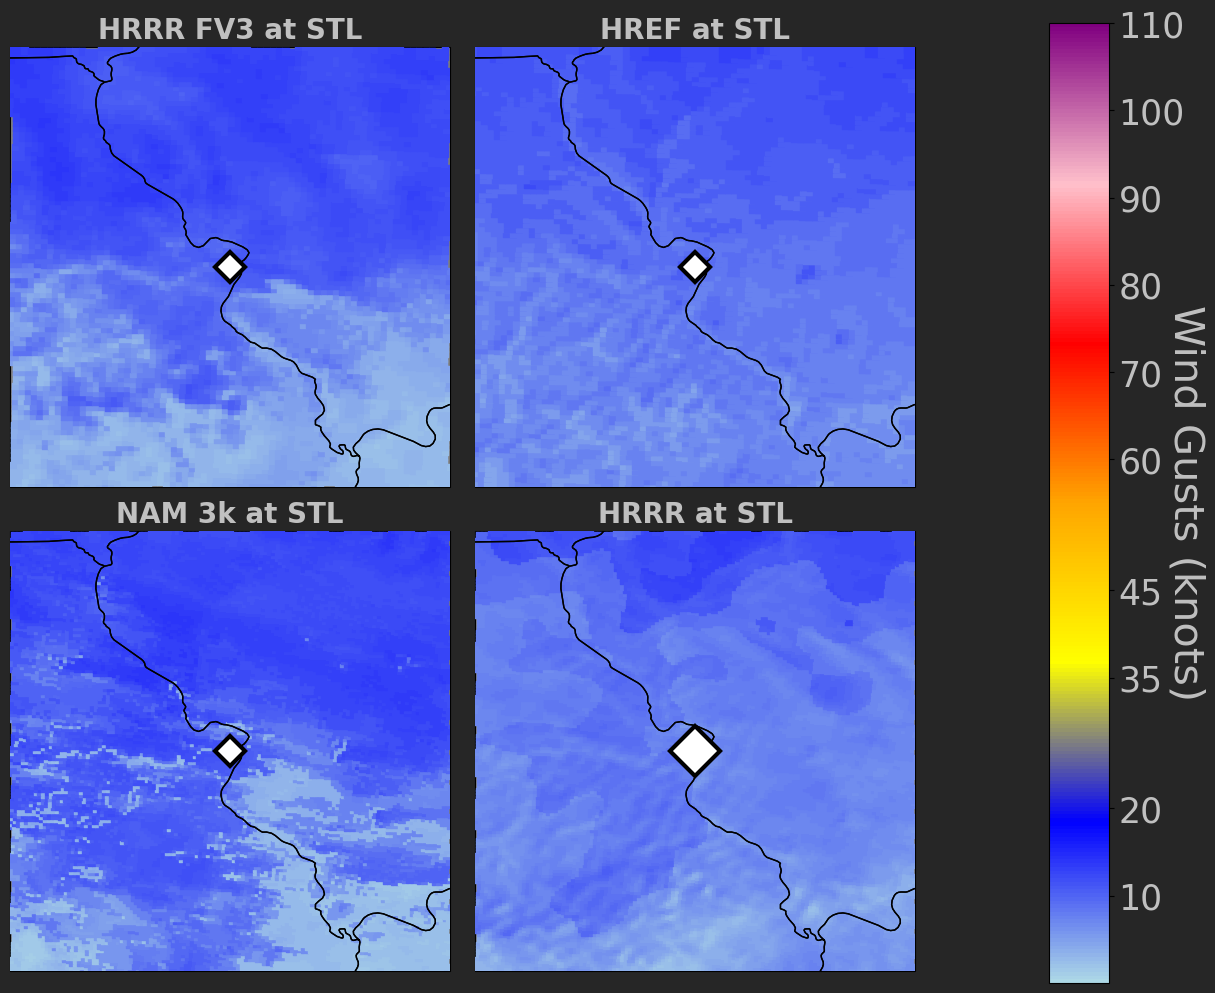 HRRR FV3 at STL
HREF at STL
NAM 3k at STL
HRRR at STL
110
100
90
80
70
60
45
35
20
10
Wind Gusts (knots)